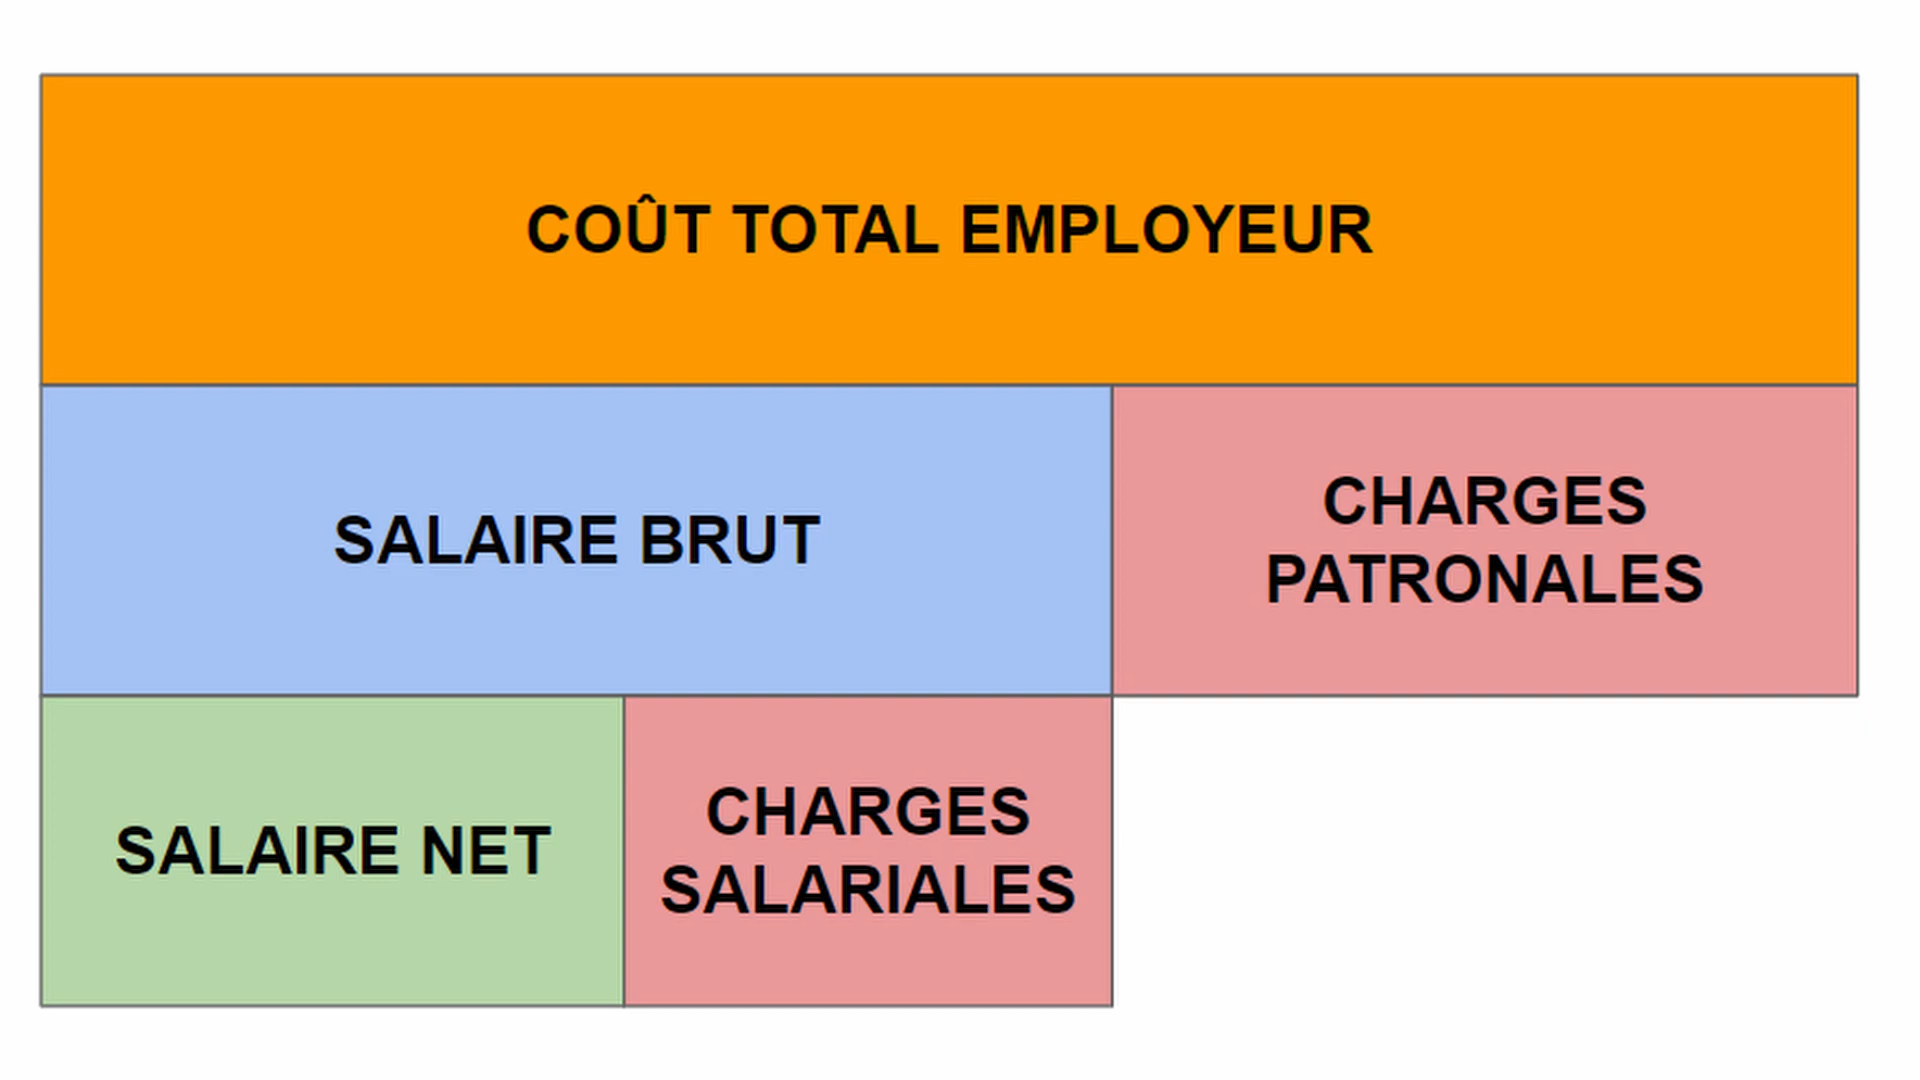 COÛT TOTAL EMPLOYEUR
SALAIRE BRUT
CHARGES
PATRONALES
SALAIRE NET
CHARGES
SALARIALES